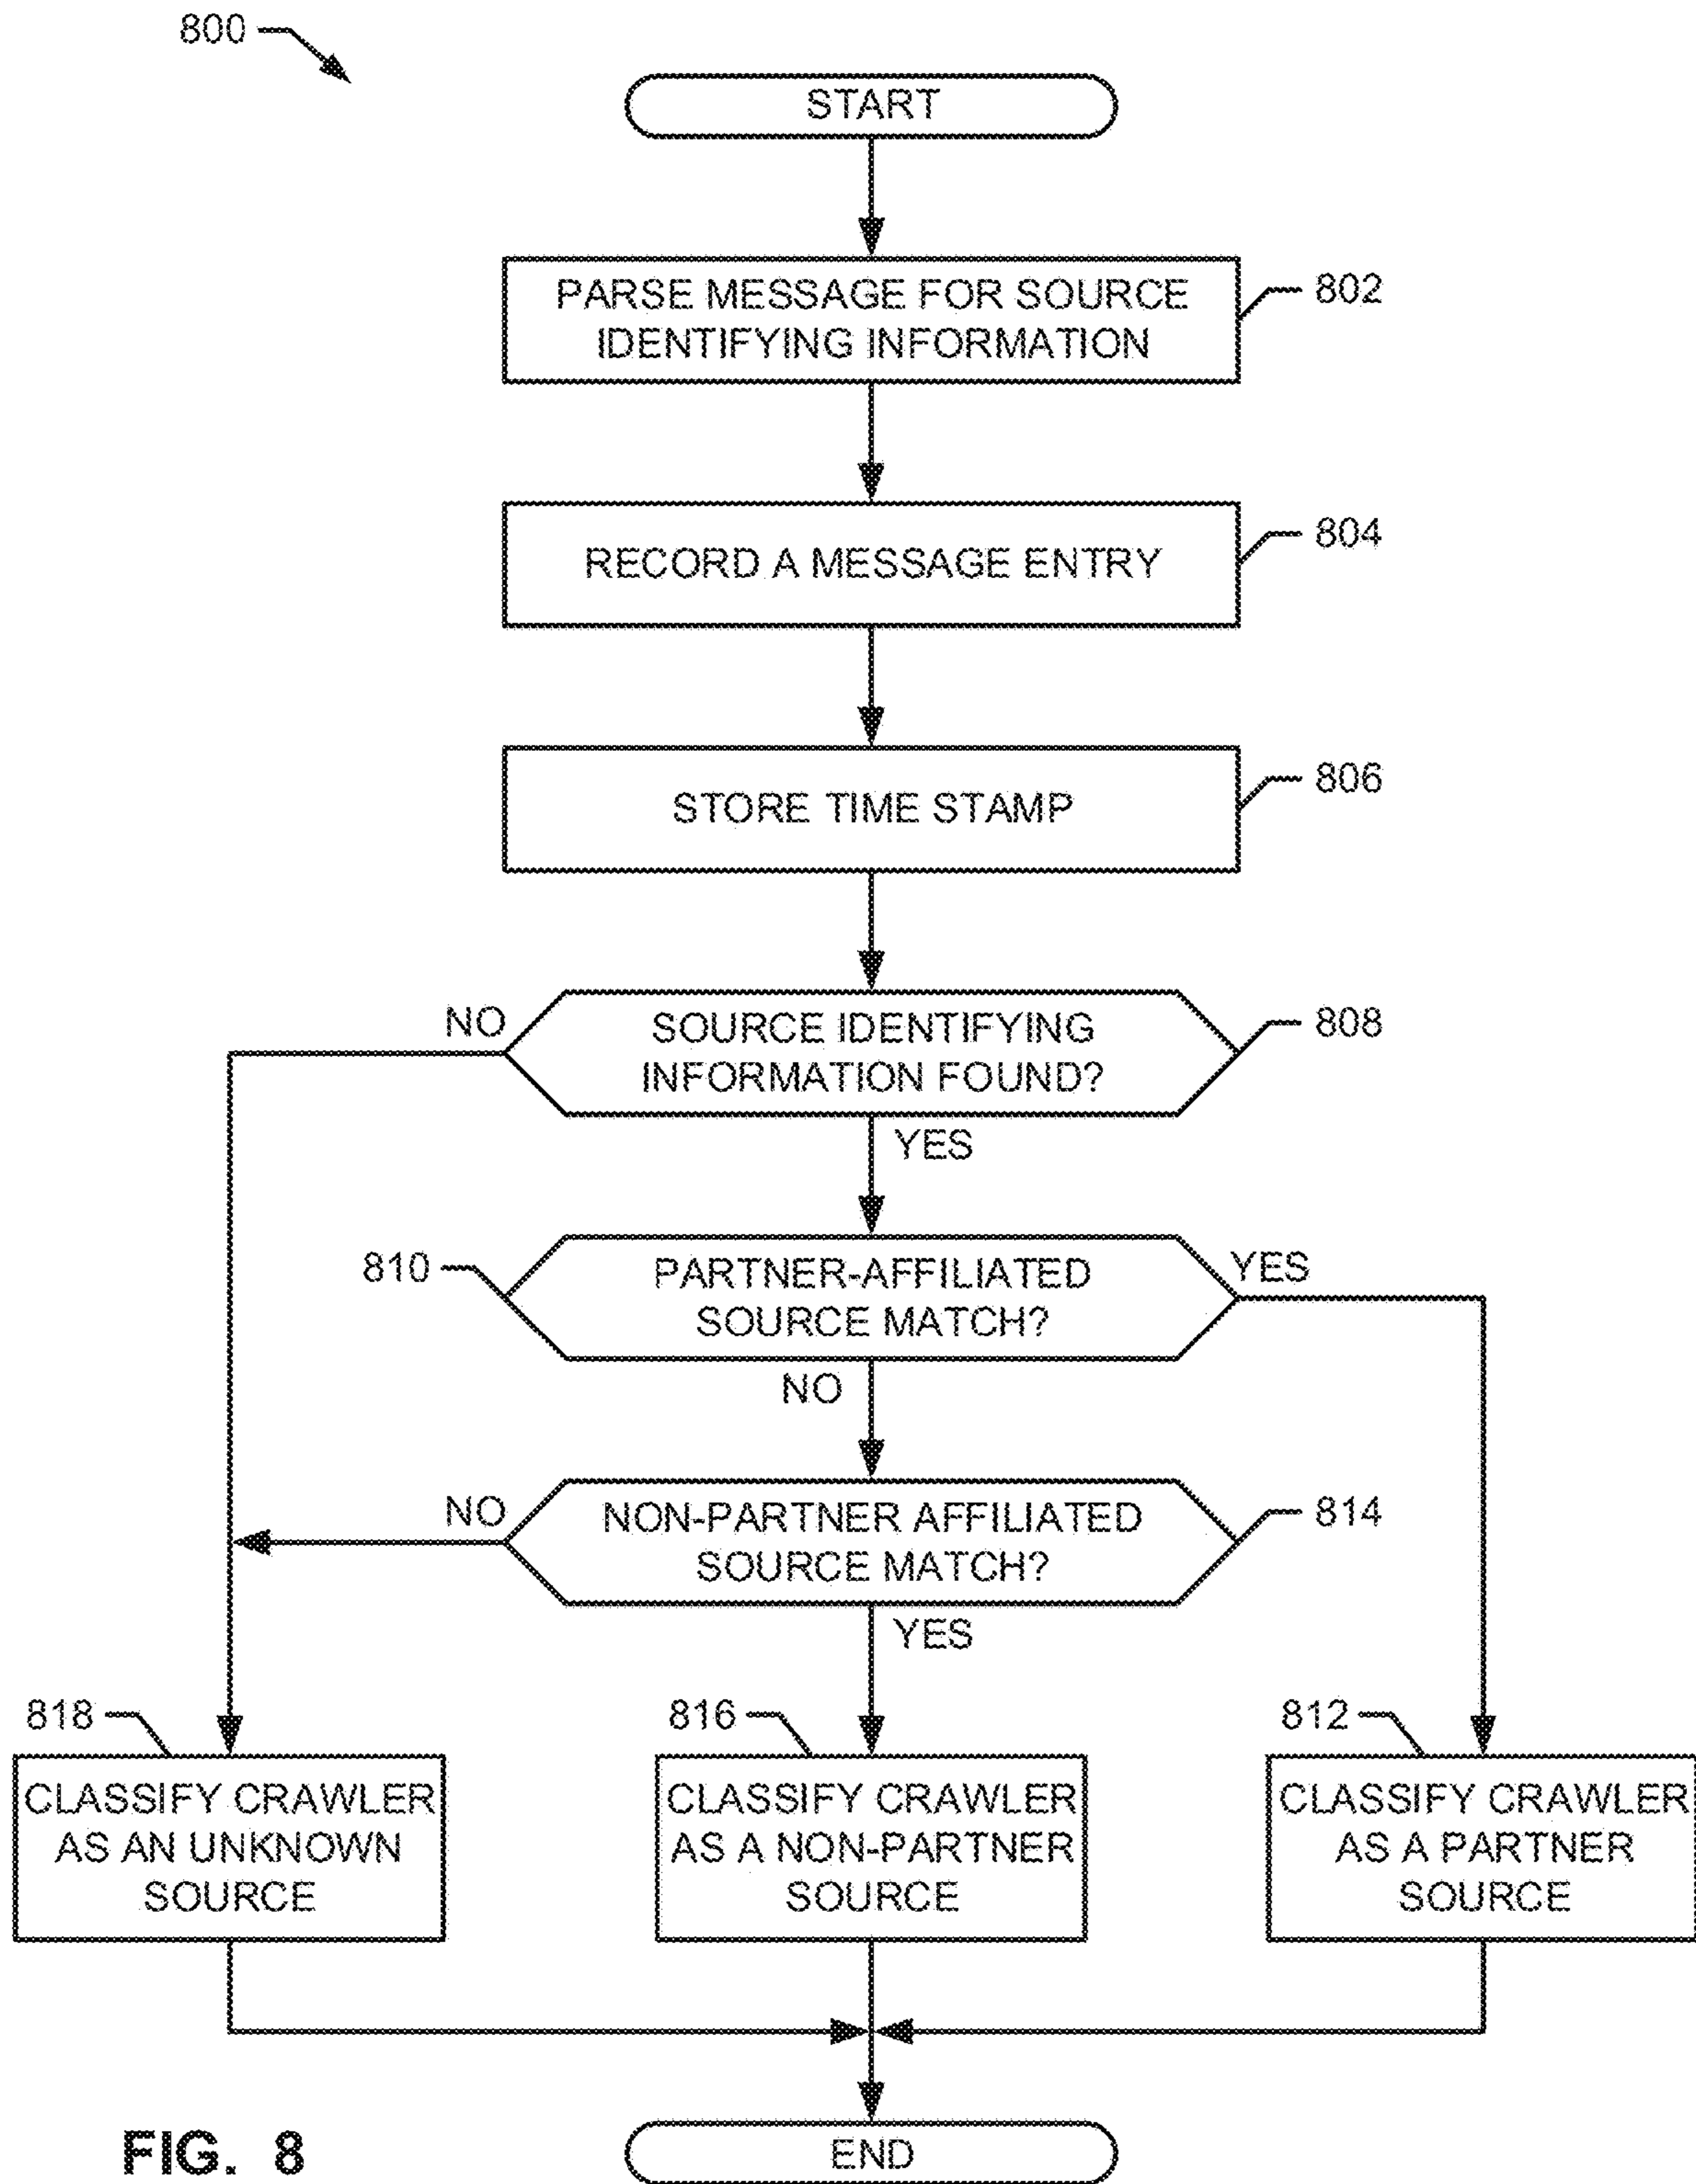 800
START
PARSE MESSAGE FOR SOURCE
IDENTIFYING INFORMATION
802
RECORD A MESSAGE ENTRY
804
STORE TIME STAMP
806
NO
SOURCE IDENTIFYING
INFORMATION FOUND?
808
YES
810
PARTNER-AFFILIATED
SOURCE MATCH?
YES
NO
NO
NON-PARTNER AFFILIATED
SOURCE MATCH?
814
YES
818
CLASSIFY CRAWLER
AS AN UNKNOWN
SOURCE
816
CLASSIFY CRAWLER
AS A NON-PARTNER
SOURCE
812
CLASSIFY CRAWLER
AS A PARTNER
SOURCE
END
FIG. 8